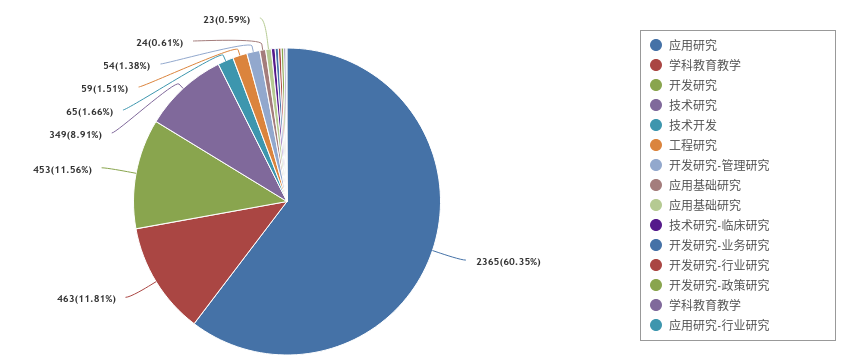 23(0.59%)
24(0.61%)
54(1.38%)
59(1.51%)
65(1.66%)
349(8.91%)
453(11.56%)
463(11.81%)
2365(60.35%)
应用研究
学科教育教学
开发研究
技术研究
技术开发
工程研究
开发研究-管理研究
应用基础研究
应用基础研究
技术研究-临床研究
开发研究-业务研究
开发研究-行业研究
开发研究-政策研究
学科教育教学
应用研究-行业研究